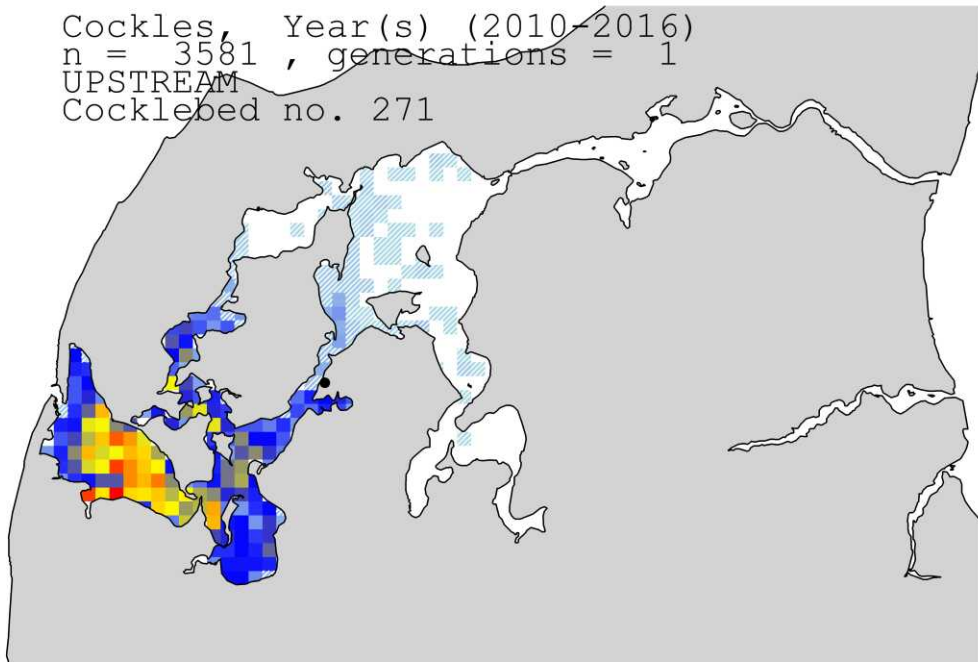 Cockles,  Year(s) (2010-2016)
n =  3581 , generations =  1
UPSTREAM
Cocklebed no. 271